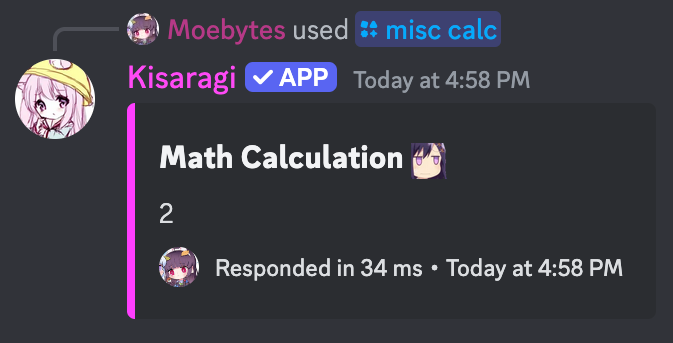 Moebytes used misc calc
Kisaragi ✓ APP Today at 4:58 PM
Math Calculation
2
Responded in 34 ms • Today at 4:58 PM